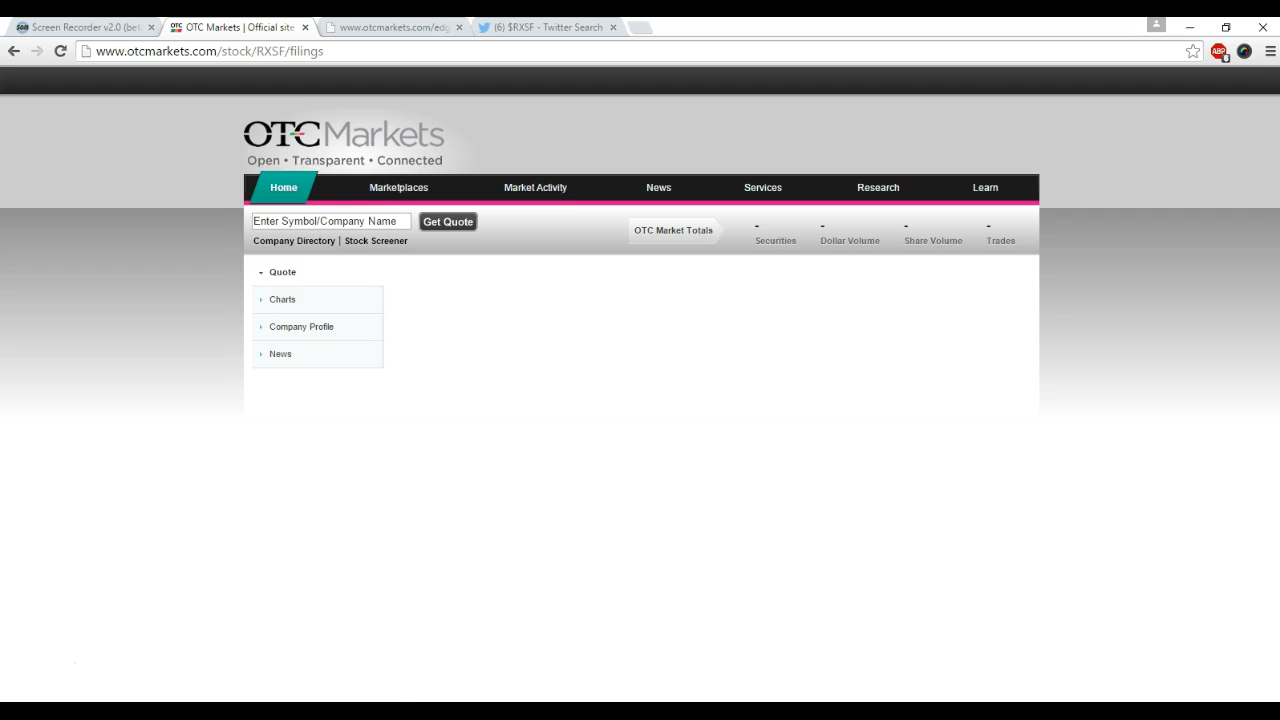 Screen Recorder v2.0 (bet
OTC Markets | Official site
www.otcmarkets.com/edg
(6) $RXSF - Twitter Search
www.otcmarkets.com/stock/RXSF/filings
ABP
6
OTCMarkets
Open • Transparent • Connected
Home
Marketplaces
Market Activity
News
Services
Research
Learn
Enter Symbol/Company Name
Get Quote
Company Directory | Stock Screener
OTC Market Totals
-
Securities
-
Dollar Volume
-
Share Volume
-
Trades
Quote
Charts
Company Profile
News